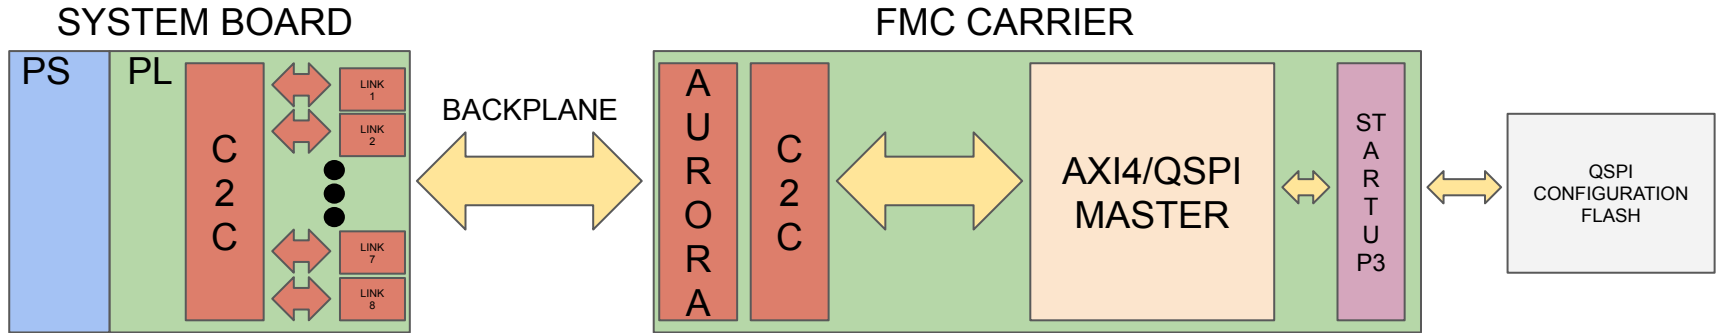 SYSTEM BOARD
FMC CARRIER
PS
PL
C
2
C
LINK
1
LINK
2
LINK
7
LINK
8
BACKPLANE
A
U
R
O
R
A
C
2
C
AXI4/QSPI
MASTER
ST
A
R
T
U
P3
QSPI
CONFIGURATION
FLASH